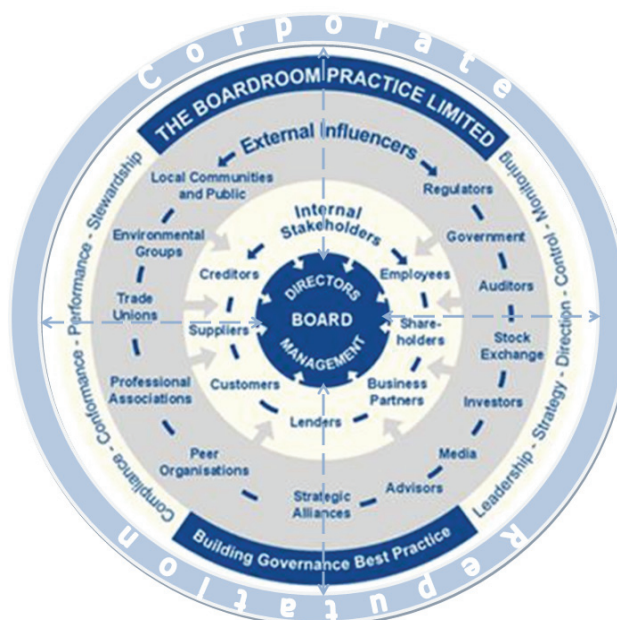 Corporate
THE BOARDROOM PRACTICE LIMITED
External Influencers
Local Communities
and Public
Regulators
Environmental
Groups
Government
Trade
Unions
Auditors
Professional
Associations
Stock
Exchange
Peer
Organisations
Investors
Strategic
Alliances
Advisors
Media
Internal
Stakeholders
Creditors
Employees
Suppliers
Share-
holders
Customers
Business
Partners
Lenders
DIRECTORS
BOARD
MANAGEMENT
Compliance - Conformance - Performance - Stewardship
Leadership - Strategy - Direction - Control - Monitoring
Building Governance Best Practice
Reputation